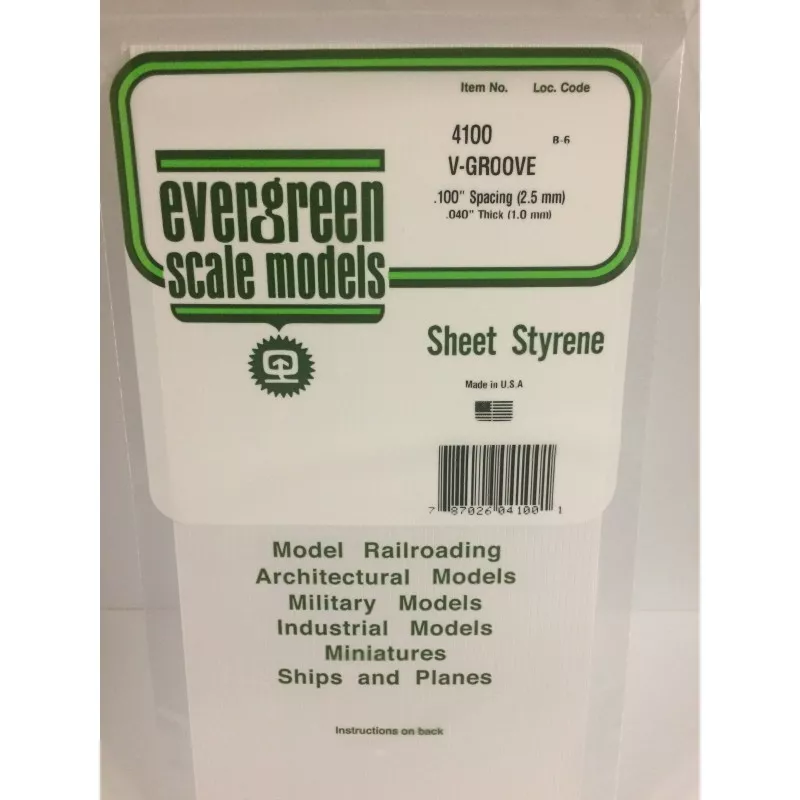 Item No. Loc. Code
4100 B-6
V-GROOVE
.100" Spacing (2.5 mm)
.040" Thick (1.0 mm)
evergreen
scale models
Sheet Styrene
Made in U.S.A
7 87026 04100 1
Model Railroading
Architectural Models
Military Models
Industrial Models
Miniatures
Ships and Planes
Instructions on back